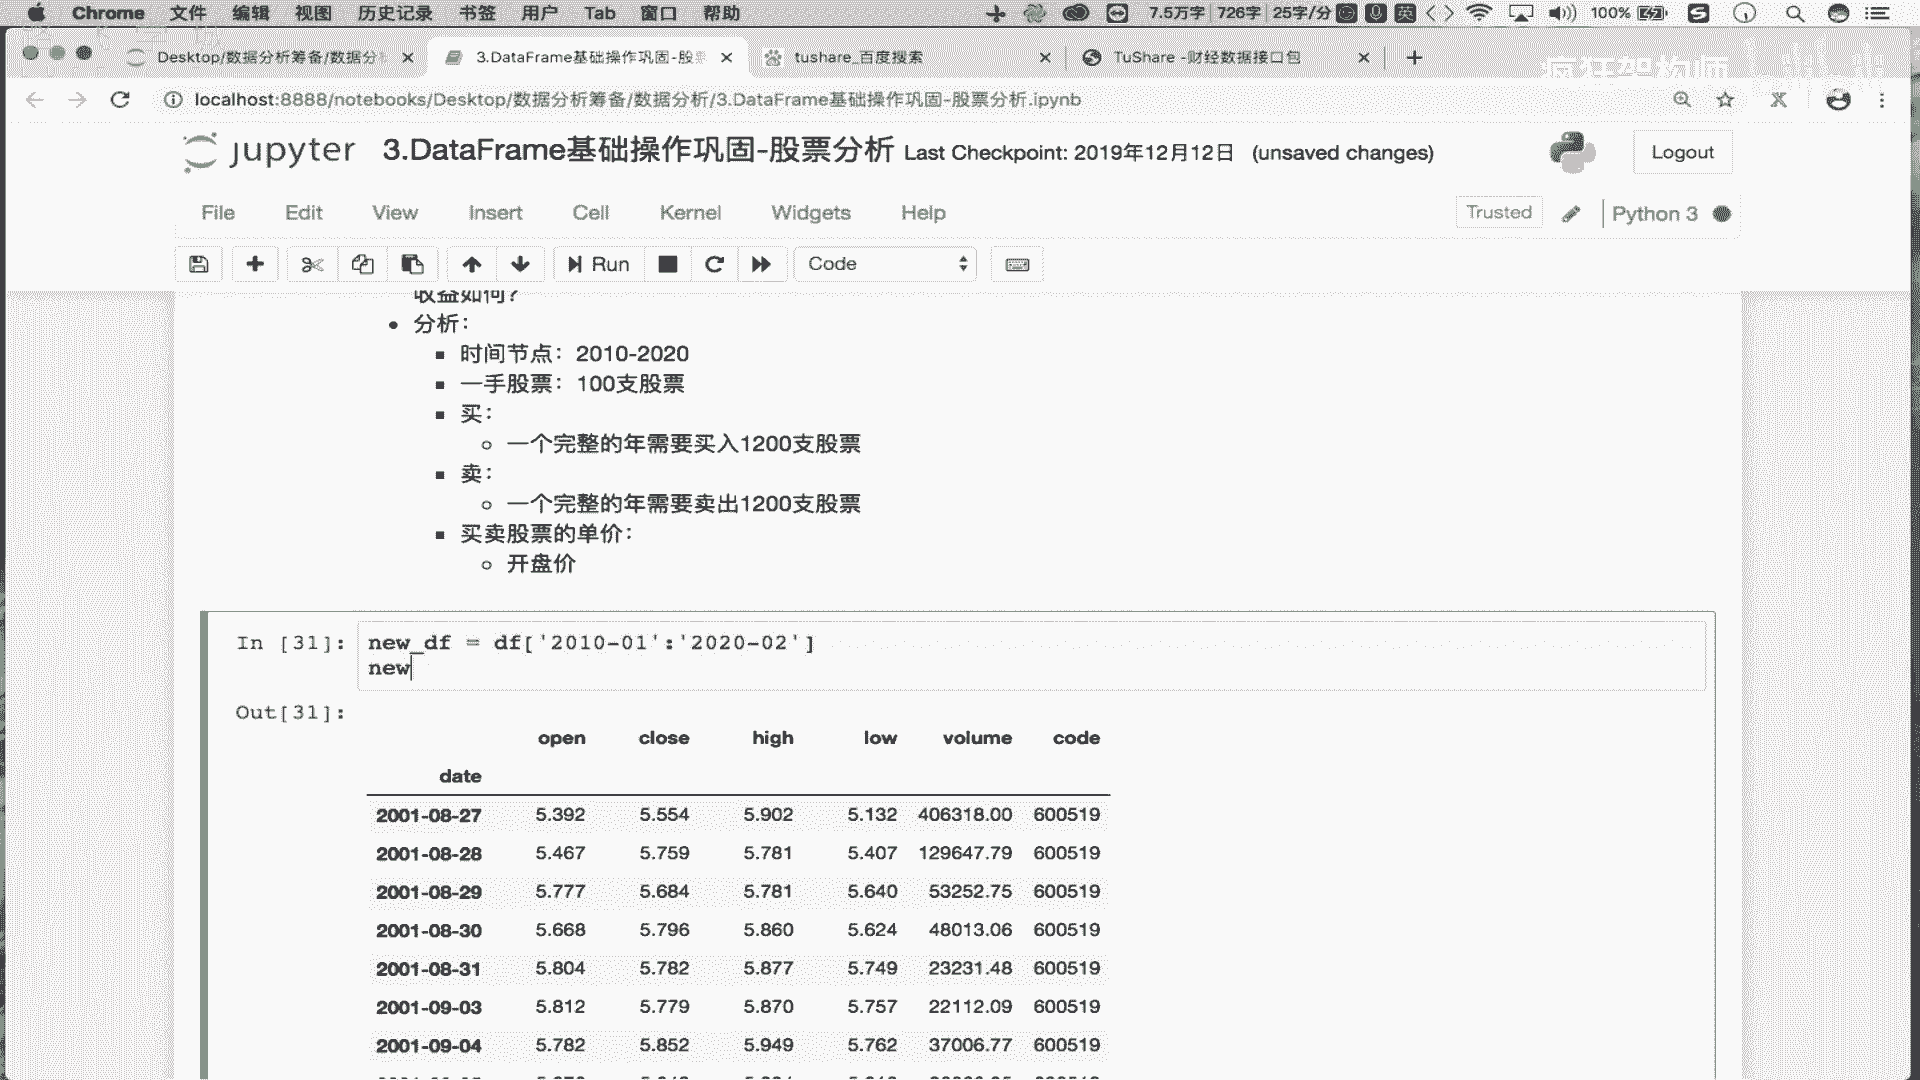 Chrome 文件 编辑 视图 历史记录 书签 用户 Tab 窗口 帮助 7.5万字 726字 25字/分 英 100%
Desktop/数据分析筹备/数据分 3.DataFrame基础操作巩固-股 tushare_百度搜索 TuShare -财经数据接口包
疯狂架构师
localhost:8888/notebooks/Desktop/数据分析筹备/数据分析/3.DataFrame基础操作巩固-股票分析.ipynb
jupyter 3.DataFrame基础操作巩固-股票分析 Last Checkpoint: 2019年12月12日 (unsaved changes) Logout
File Edit View Insert Cell Kernel Widgets Help Trusted Python 3
Run Code
收益如何？
分析：
时间节点：2010-2020
一手股票：100支股票
买：
一个完整的年需要买入1200支股票
卖：
一个完整的年需要卖出1200支股票
买卖股票的单价：
开盘价
In [31]: new_df = df['2010-01':'2020-02']
new
Out[31]:
open close high low volume code
date
2001-08-27 5.392 5.554 5.902 5.132 406318.00 600519
2001-08-28 5.467 5.759 5.781 5.407 129647.79 600519
2001-08-29 5.777 5.684 5.781 5.640 53252.75 600519
2001-08-30 5.668 5.796 5.860 5.624 48013.06 600519
2001-08-31 5.804 5.782 5.877 5.749 23231.48 600519
2001-09-03 5.812 5.779 5.870 5.757 22112.09 600519
2001-09-04 5.782 5.852 5.949 5.762 37006.77 600519